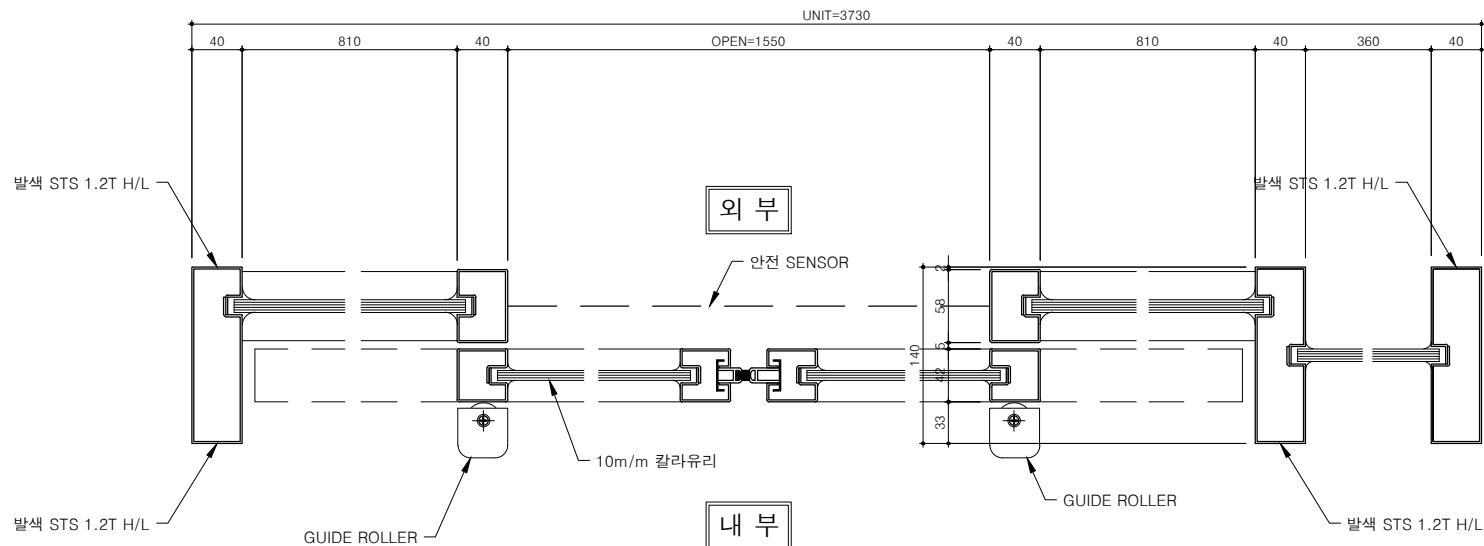 UNIT=3730
40
810
40
OPEN=1550
40
810
40
360
40
발색 STS 1.2T H/L
발색 STS 1.2T H/L
외 부
안전 SENSOR
2
58
5
140
42
33
10m/m 칼라유리
GUIDE ROLLER
발색 STS 1.2T H/L
GUIDE ROLLER
내 부
발색 STS 1.2T H/L